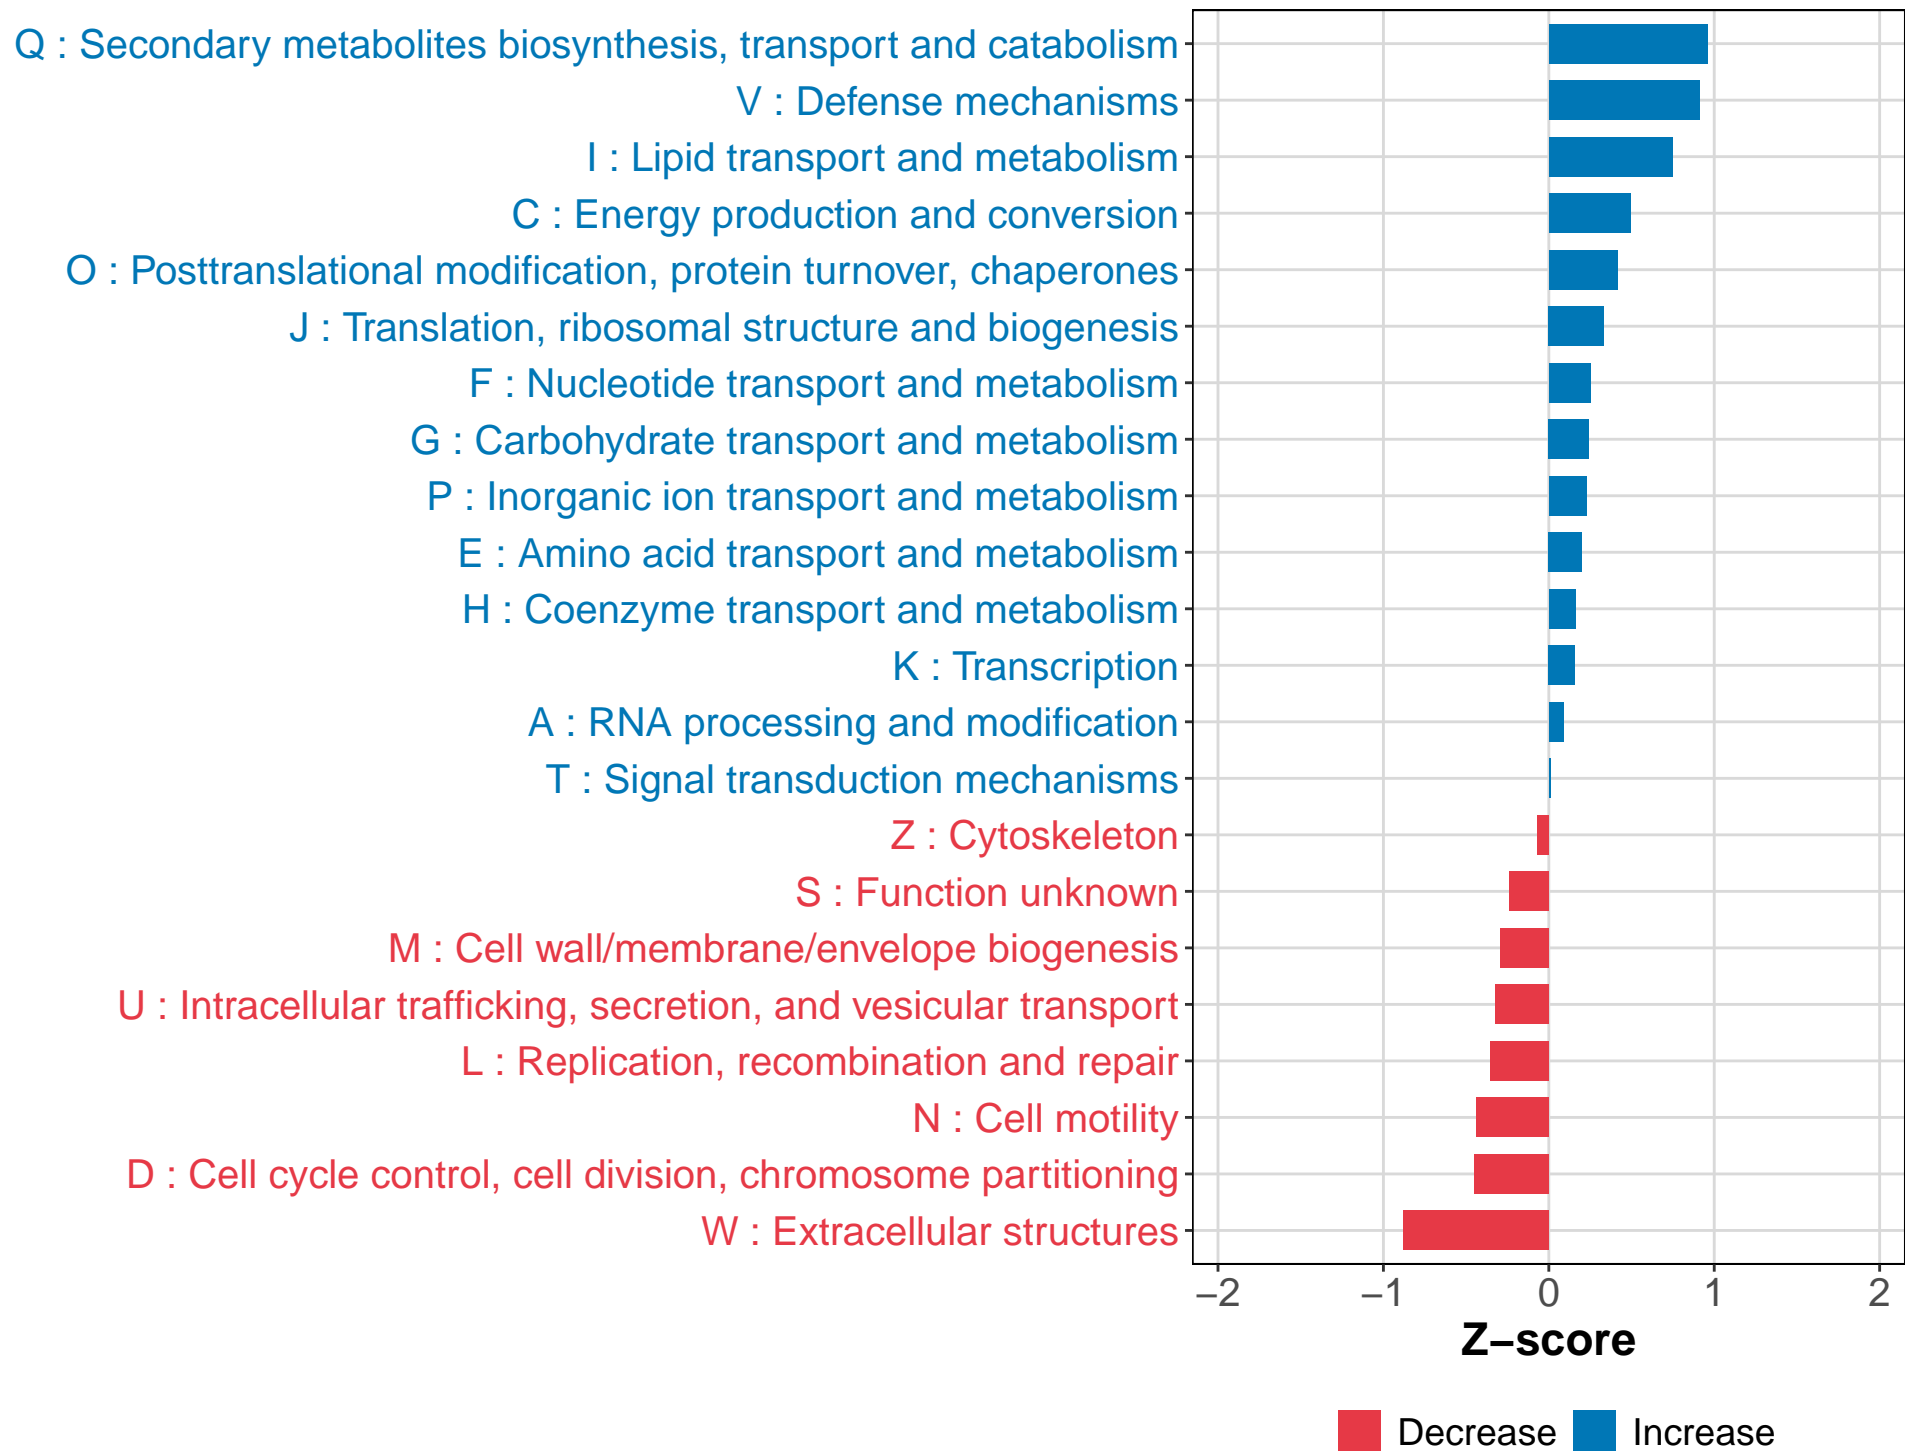 Q : Secondary metabolites biosynthesis, transport and catabolism
V : Defense mechanisms
I : Lipid transport and metabolism
C : Energy production and conversion
O : Posttranslational modification, protein turnover, chaperones
J : Translation, ribosomal structure and biogenesis
F : Nucleotide transport and metabolism
G : Carbohydrate transport and metabolism
P : Inorganic ion transport and metabolism
E : Amino acid transport and metabolism
H : Coenzyme transport and metabolism
K : Transcription
A : RNA processing and modification
T : Signal transduction mechanisms
Z : Cytoskeleton
S : Function unknown
M : Cell wall/membrane/envelope biogenesis
U : Intracellular trafficking, secretion, and vesicular transport
L : Replication, recombination and repair
N : Cell motility
D : Cell cycle control, cell division, chromosome partitioning
W : Extracellular structures
−2 −1 0 1 2
Z−score
Decrease Increase